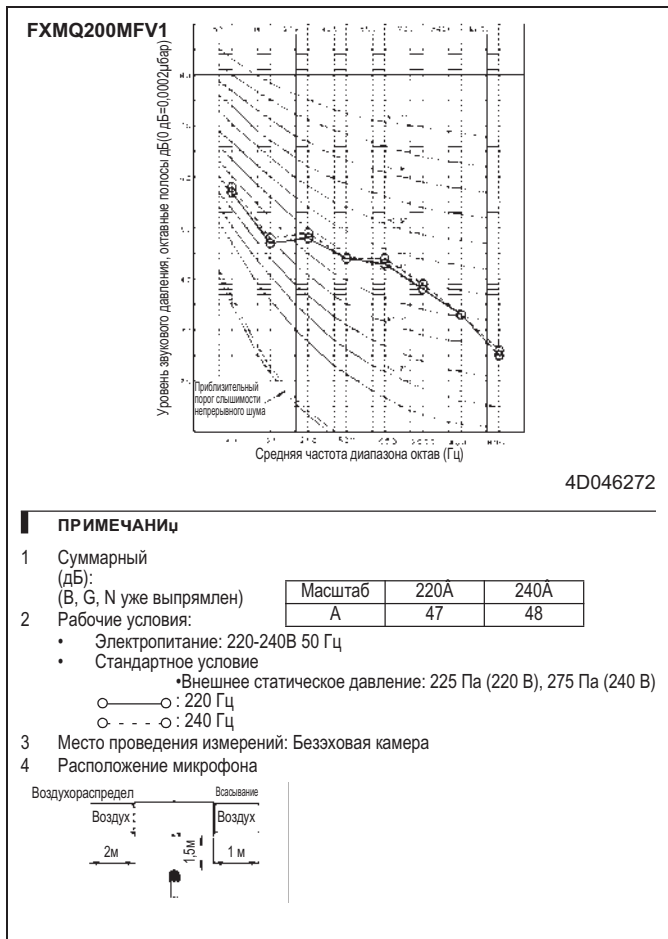 FXMQ200MFV1
Уровень звукового давления, октавные полосы дБ(0 дБ=0,0002µбар)
Приблизительный
порог слышимости
непрерывного шума
Средняя частота диапазона октав (Гц)
4D046272
ПРИМЕЧАНИџ
1 Суммарный
(дБ):
(B, G, N уже выпрямлен)
Масштаб 220Â 240Â
A 47 48
2 Рабочие условия:
• Электропитание: 220-240В 50 Гц
• Стандартное условие
•Внешнее статическое давление: 225 Па (220 В), 275 Па (240 В)
: 220 Гц
: 240 Гц
3 Место проведения измерений: Безэховая камера
4 Расположение микрофона
Воздухораспредел Всасывание
Воздух Воздух
2м 1,5м 1 м